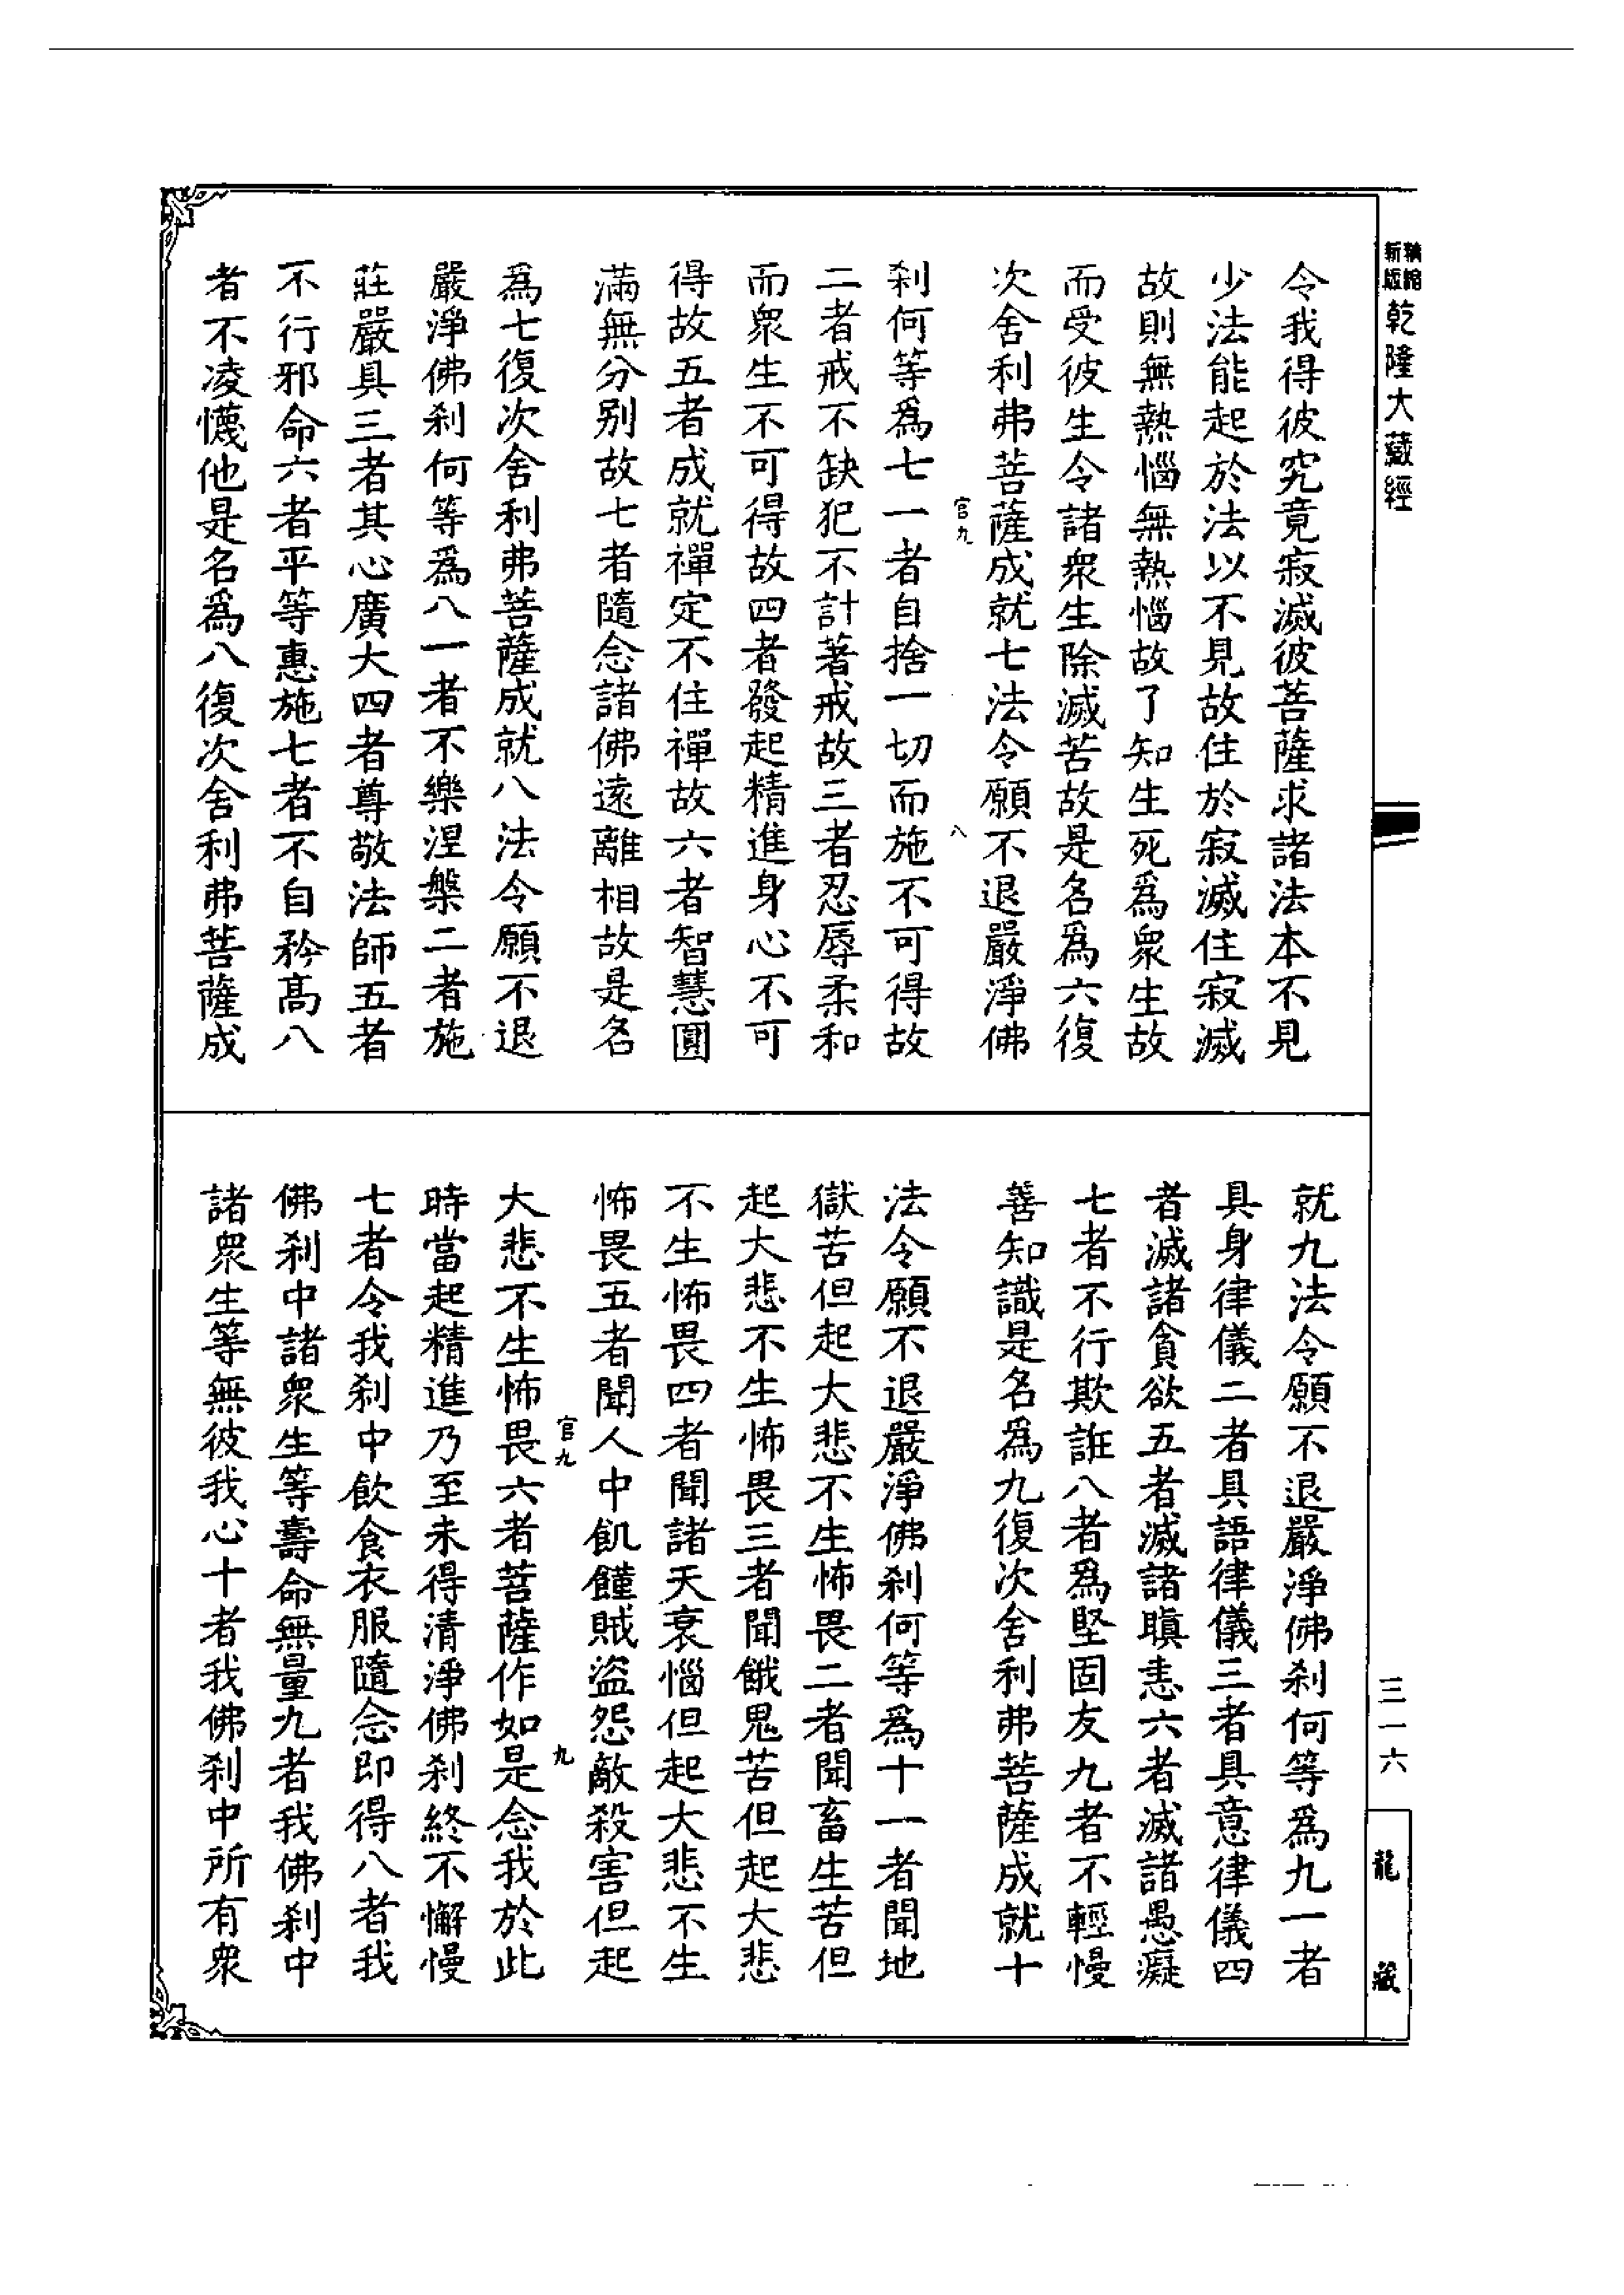 新縮
版縮
乾隆大藏經
令我得彼究竟寂滅彼菩薩求諸法本不見
少法能起於法以不見故住於寂滅住寂滅
故則無熱惱無熱惱故了知生死爲衆生故
而受彼生令諸衆生除滅苦故是名爲六復
次舍利弗菩薩成就七法令願不退嚴淨佛
官九
八
刹何等爲七一者自捨一切而施不可得故
二者戒不缺犯不計著戒故三者忍辱柔和
而衆生不可得故四者發起精進身心不可
得故五者成就禪定不住禪故六者智慧圓
滿無分别故七者隨念諸佛遠離相故是名
爲七復次舍利弗菩薩成就八法令願不退
嚴淨佛刹何等爲八一者不樂涅槃二者施
莊嚴具三者其心廣大四者尊敬法師五者
不行邪命六者平等惠施七者不自矜高八
者不凌懱他是名爲八復次舍利弗菩薩成
三一六
龍藏
就九法令願不退嚴淨佛刹何等爲九一者
具身律儀二者具語律儀三者具意律儀四
者滅諸貪欲五者滅諸瞋恚六者滅諸愚癡
七者不行欺誑八者爲堅固友九者不輕慢
善知識是名爲九復次舍利弗菩薩成就十
法令願不退嚴淨佛刹何等爲十一者聞地
獄苦但起大悲不生怖畏二者聞畜生苦但
起大悲不生怖畏三者聞餓鬼苦但起大悲
不生怖畏四者聞諸天衰惱但起大悲不生
怖畏五者聞人中飢饉賊盜怨敵殺害但起
官九
九
大悲不生怖畏六者菩薩作如是念我於此
時當起精進乃至未得清淨佛刹終不懈慢
七者令我刹中飲食衣服隨念即得八者我
佛刹中諸衆生等壽命無量九者我佛刹中
諸衆生等無彼我心十者我佛刹中所有衆